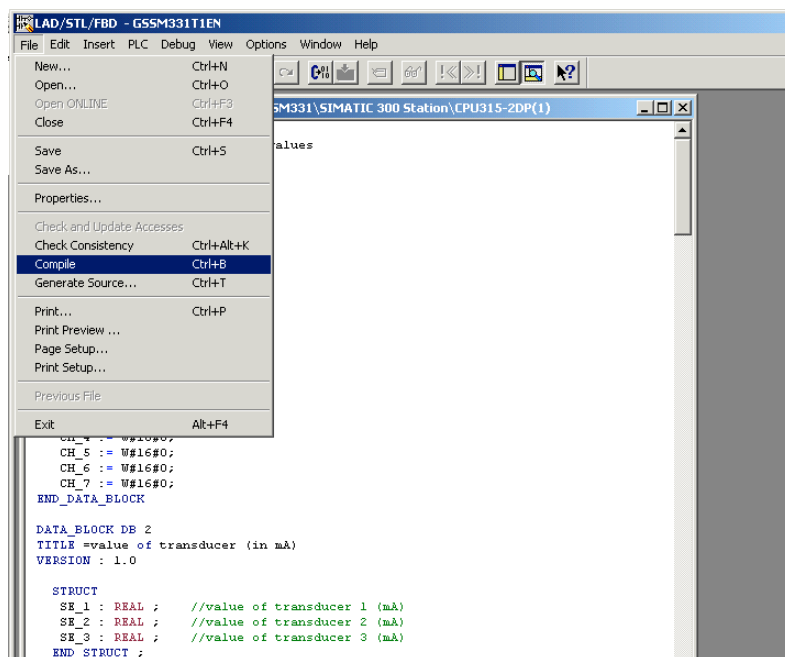 LAD/STL/FBD - GSSM331T1EN
File Edit Insert PLC Debug View Options Window Help
New... Ctrl+N
Open... Ctrl+O
Open ONLINE Ctrl+F3
Close Ctrl+F4
Save Ctrl+S
Save As...
Properties...
Check and Update Accesses
Check Consistency Ctrl+Alt+K
Compile Ctrl+B
Generate Source... Ctrl+T
Print... Ctrl+P
Print Preview ...
Page Setup...
Print Setup...
Previous File
Exit Alt+F4
SM331\SIMATIC 300 Station\CPU315-2DP(1)
alues
CH_4 := W#16#0;
CH_5 := W#16#0;
CH_6 := W#16#0;
CH_7 := W#16#0;
END_DATA_BLOCK
DATA_BLOCK DB 2
TITLE =value of transducer (in mA)
VERSION : 1.0
STRUCT
SE_1 : REAL ; //value of transducer 1 (mA)
SE_2 : REAL ; //value of transducer 2 (mA)
SE_3 : REAL ; //value of transducer 3 (mA)
END_STRUCT ;